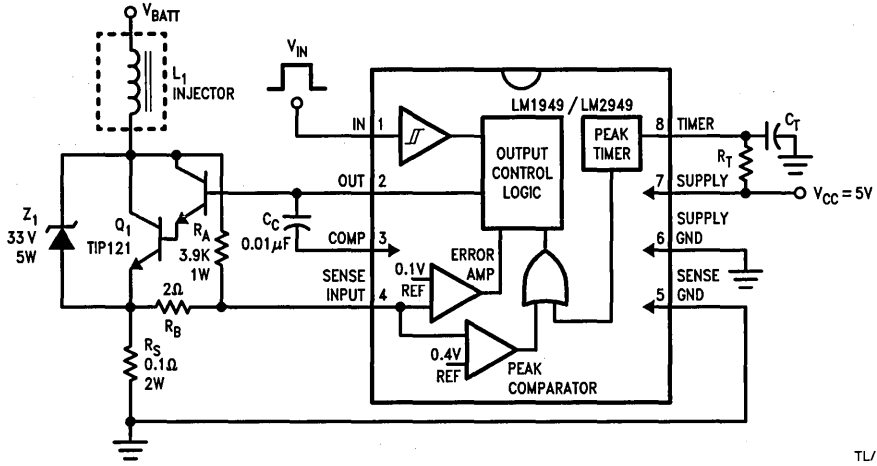 V_BATT
L1
INJECTOR
V_IN
LM1949 / LM2949
IN 1
OUTPUT
CONTROL
LOGIC
PEAK
TIMER
8 TIMER
C_T
R_T
OUT 2
7 SUPPLY
V_CC = 5V
Z1
33V
5W
Q1
TIP121
R_A
3.9K
1W
C_C
0.01μF
COMP 3
SUPPLY
6 GND
ERROR
AMP
0.1V
REF
SENSE
INPUT 4
SENSE
5 GND
2Ω
R_B
R_S
0.1Ω
2W
0.4V
REF
PEAK
COMPARATOR
TL/